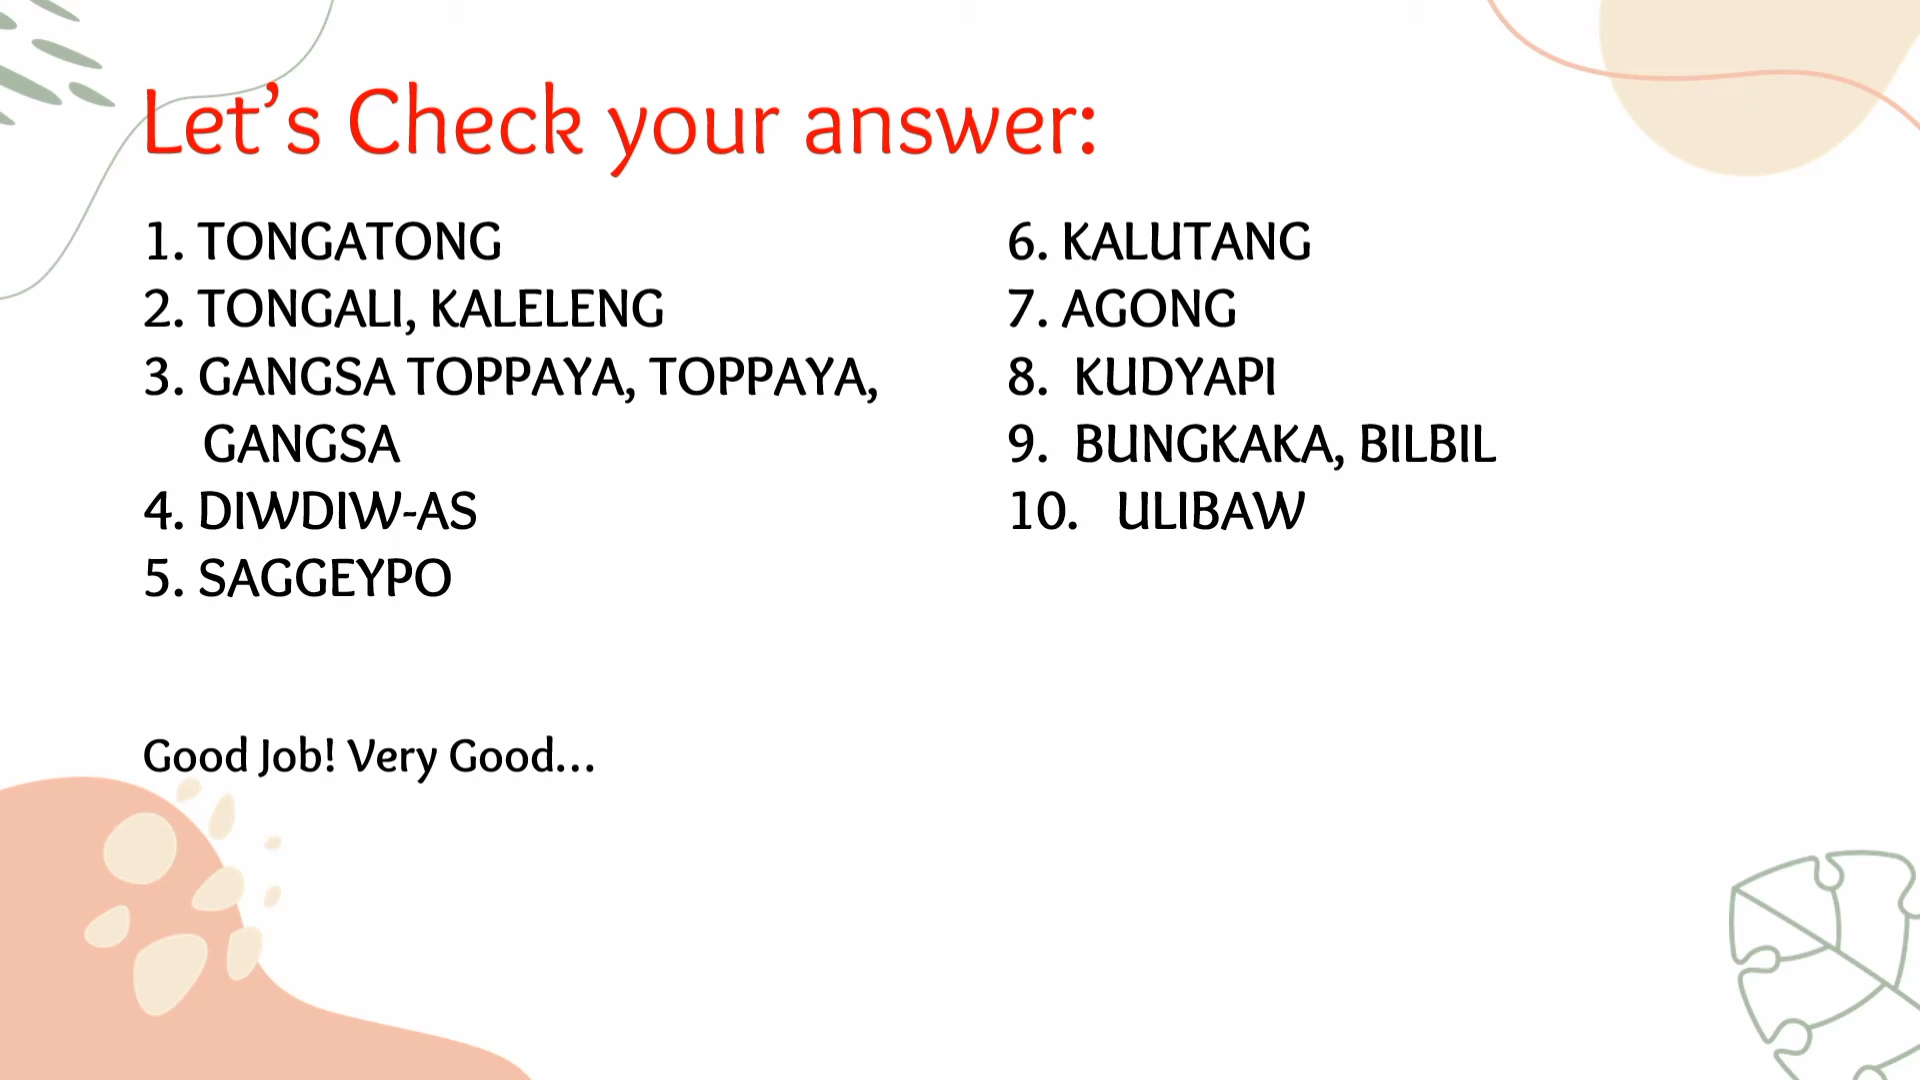 Let's Check your answer:
1. TONGATONG
2. TONGALI, KALELENG
3. GANGSA TOPPAYA, TOPPAYA,
GANGSA
4. DIWDIW-AS
5. SAGGEYPO
6. KALUTANG
7. AGONG
8. KUDYAPI
9. BUNGKAKA, BILBIL
10. ULIBAW
Good Job! Very Good...